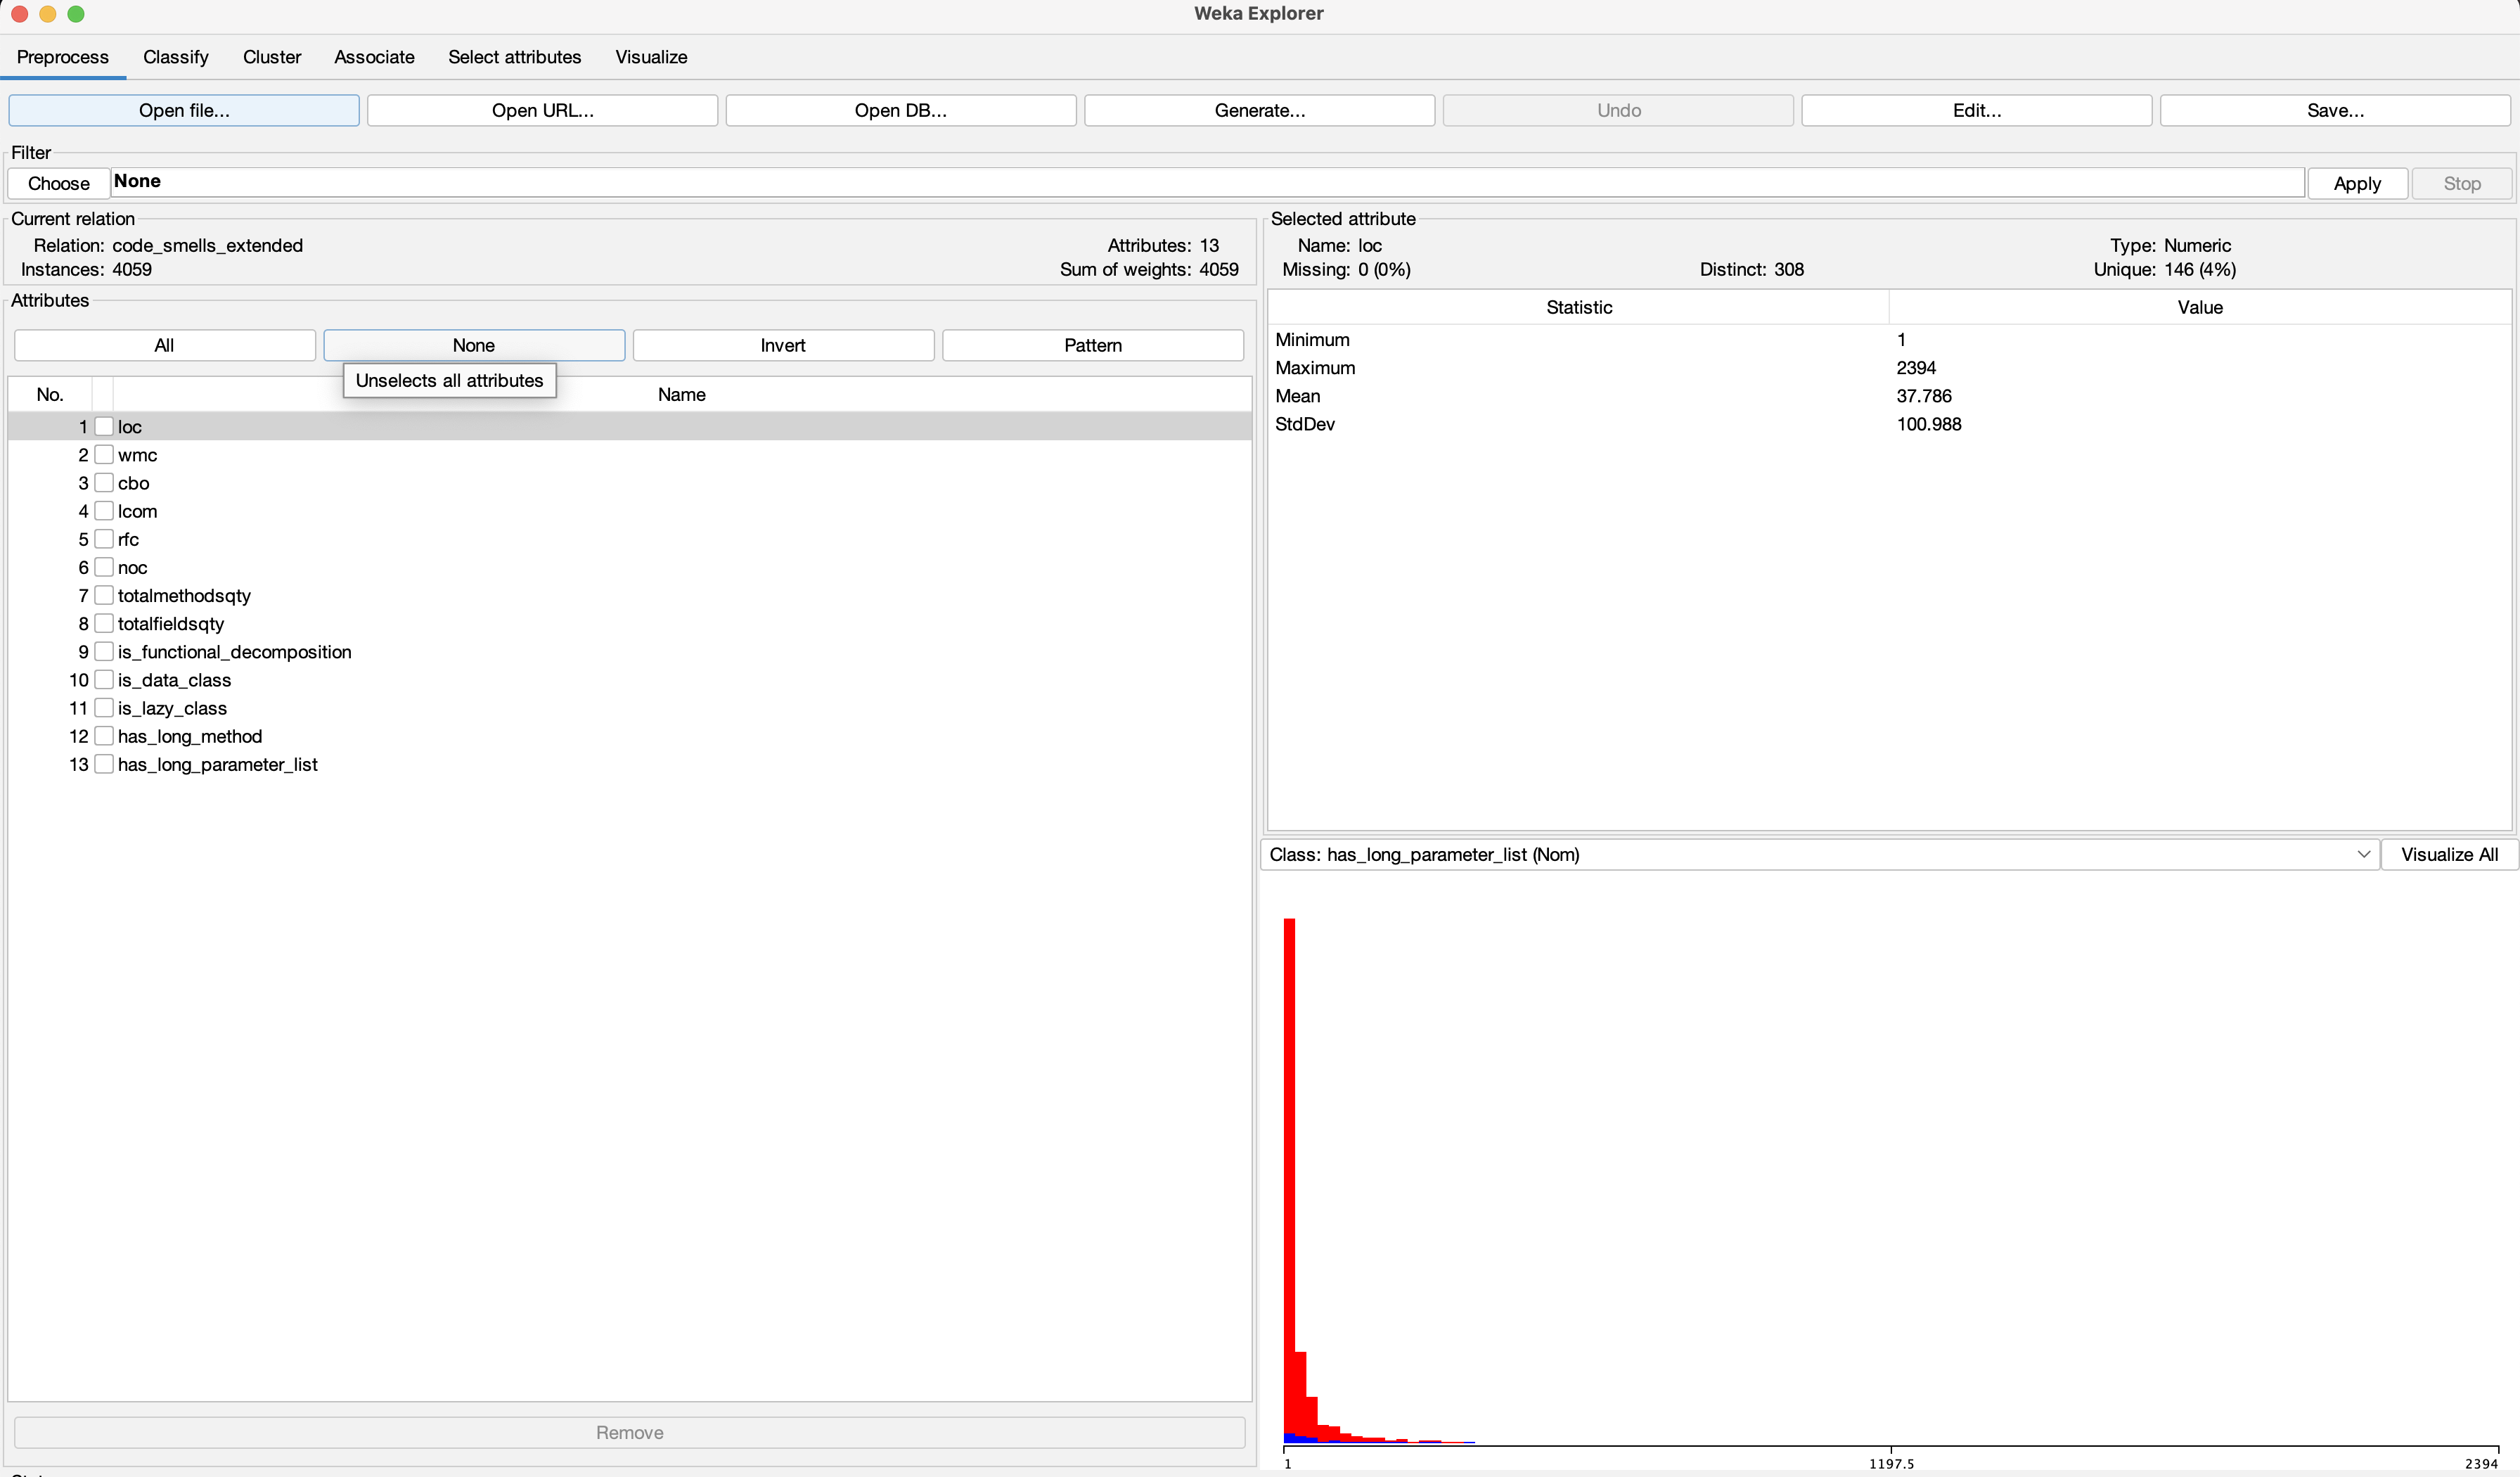 Weka Explorer
Preprocess Classify Cluster Associate Select attributes Visualize
Open file... Open URL... Open DB... Generate... Undo Edit... Save...
Filter
Choose None Apply Stop
Current relation
Relation: code_smells_extended Attributes: 13
Instances: 4059 Sum of weights: 4059
Attributes
All None Invert Pattern
Unselects all attributes
No. Name
1 loc
2 wmc
3 cbo
4 lcom
5 rfc
6 noc
7 totalmethodsqty
8 totalfieldsqty
9 is_functional_decomposition
10 is_data_class
11 is_lazy_class
12 has_long_method
13 has_long_parameter_list
Remove
Selected attribute
Name: loc Type: Numeric
Missing: 0 (0%) Distinct: 308 Unique: 146 (4%)
Statistic Value
Minimum 1
Maximum 2394
Mean 37.786
StdDev 100.988
Class: has_long_parameter_list (Nom) Visualize All
1 1197.5 2394